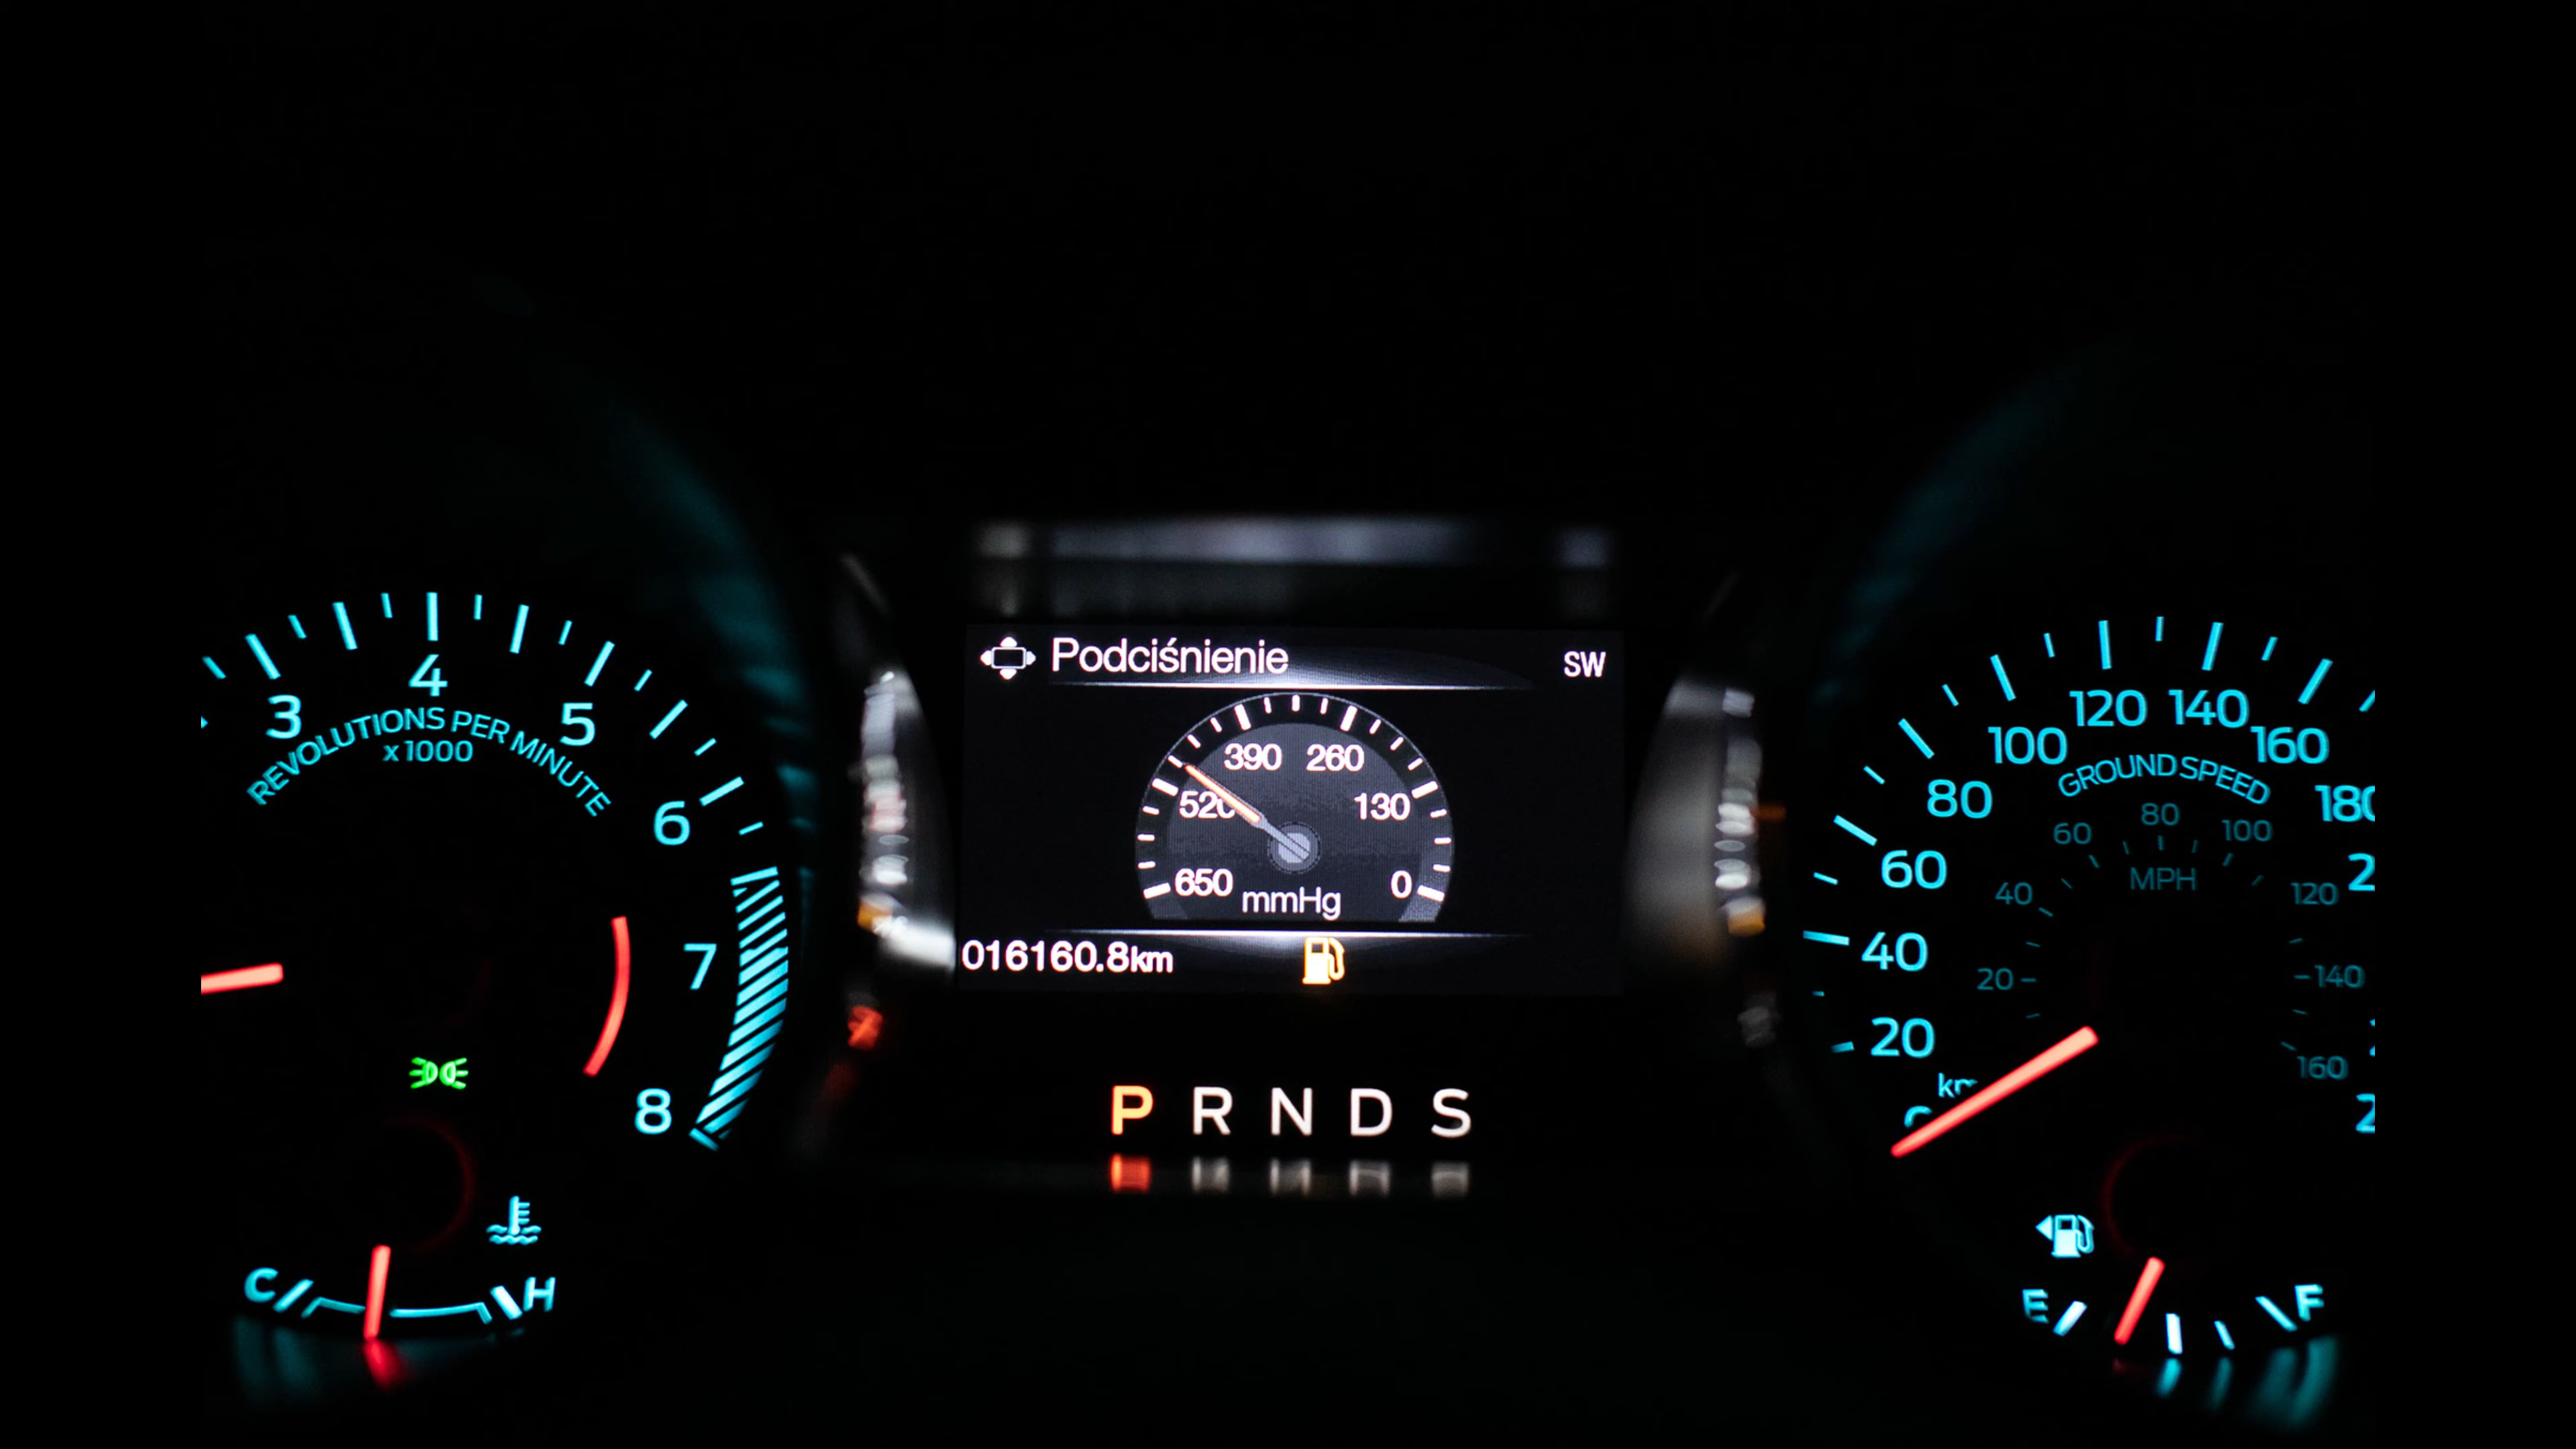 3 4 5 6 7 8
REVOLUTIONS PER MINUTE
x1000
C H
Podciśnienie SW
650 520 390 260 130 0
mmHg
016160.8km
P R N D S
20 40 60 80 100 120 140 160
GROUND SPEED
20 40 60 80 100 120 140 160
MPH
E F